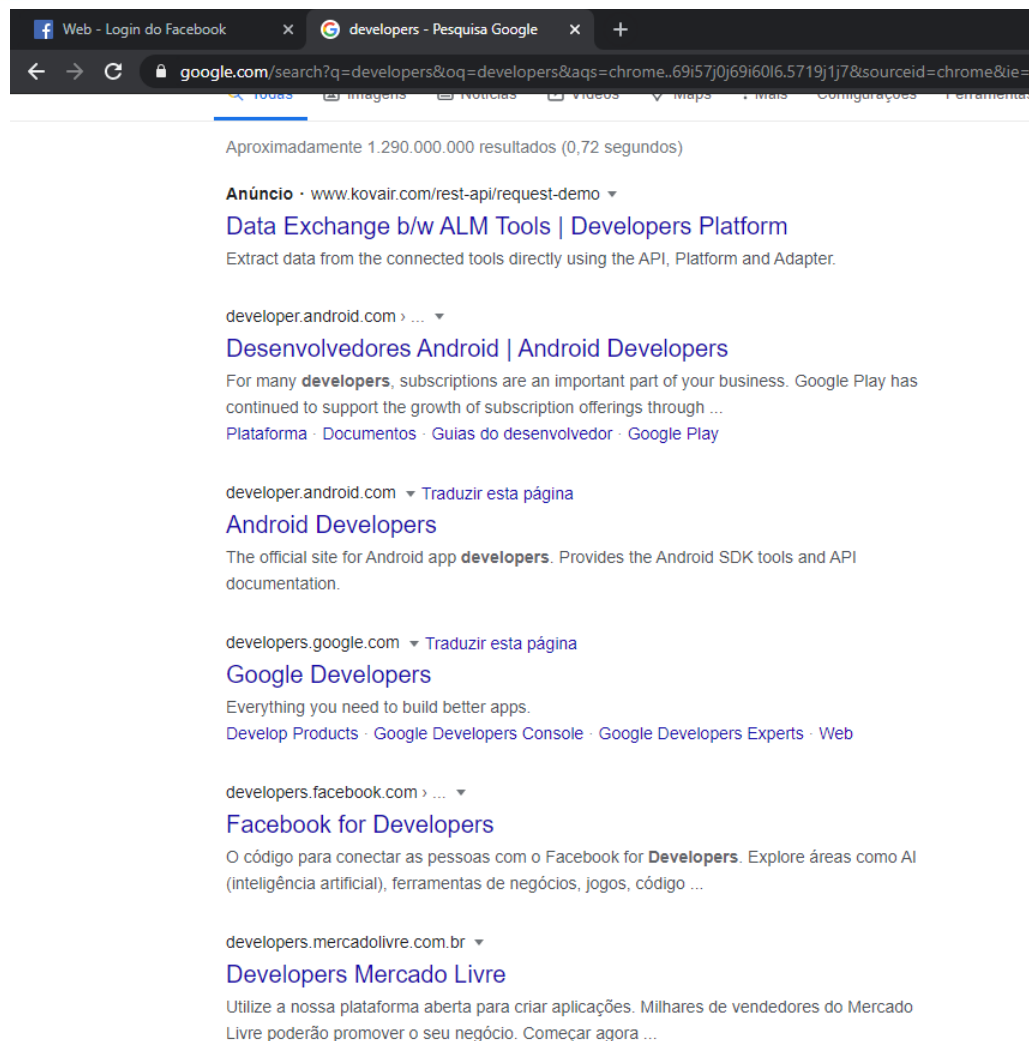 Web - Login do Facebook
developers - Pesquisa Google
google.com/search?q=developers&oq=developers&aqs=chrome..69i57j0j69i60l6.5719j1j7&sourceid=chrome&ie=
Todas Imagens Notícias Vídeos Maps Mais Configurações Ferramentas
Aproximadamente 1.290.000.000 resultados (0,72 segundos)
Anúncio · www.kovair.com/rest-api/request-demo
Data Exchange b/w ALM Tools | Developers Platform
Extract data from the connected tools directly using the API, Platform and Adapter.
developer.android.com › ...
Desenvolvedores Android | Android Developers
For many developers, subscriptions are an important part of your business. Google Play has
continued to support the growth of subscription offerings through ...
Plataforma · Documentos · Guias do desenvolvedor · Google Play
developer.android.com Traduzir esta página
Android Developers
The official site for Android app developers. Provides the Android SDK tools and API
documentation.
developers.google.com Traduzir esta página
Google Developers
Everything you need to build better apps.
Develop Products · Google Developers Console · Google Developers Experts · Web
developers.facebook.com › ...
Facebook for Developers
O código para conectar as pessoas com o Facebook for Developers. Explore áreas como AI
(inteligência artificial), ferramentas de negócios, jogos, código ...
developers.mercadolivre.com.br
Developers Mercado Livre
Utilize a nossa plataforma aberta para criar aplicações. Milhares de vendedores do Mercado
Livre poderão promover o seu negócio. Começar agora ...